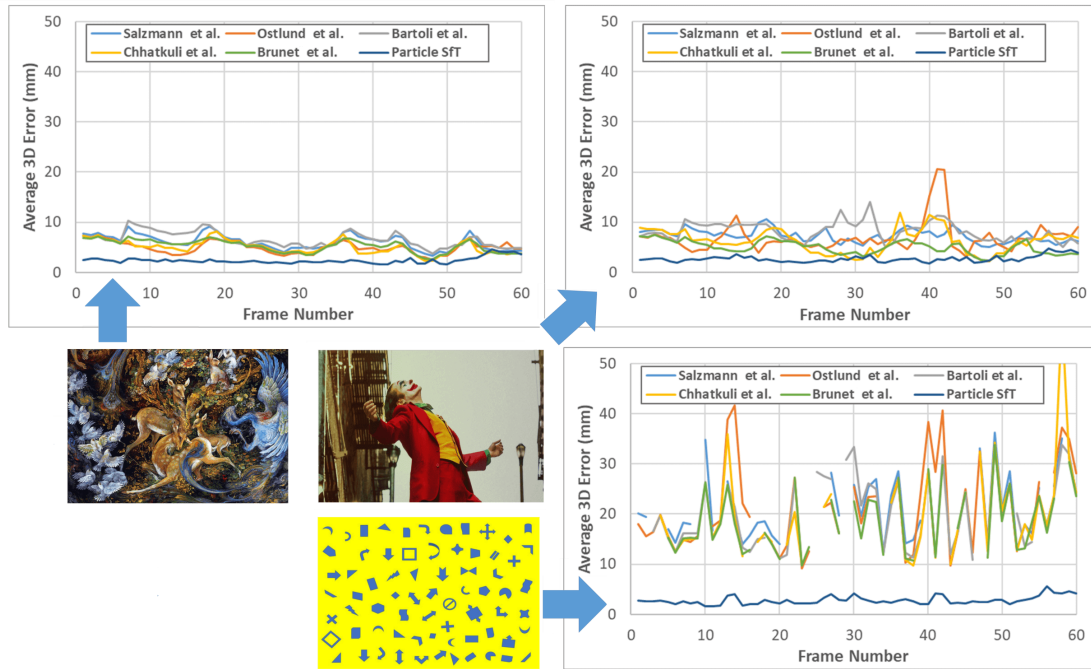 50
Salzmann et al. Ostlund et al. Bartoli et al.
Chhatkuli et al. Brunet et al. Particle SfT
40
30
20
10
0
Average 3D Error (mm)
0 10 20 30 40 50 60
Frame Number
50
Salzmann et al. Ostlund et al. Bartoli et al.
Chhatkuli et al. Brunet et al. Particle SfT
40
30
20
10
0
Average 3D Error (mm)
0 10 20 30 40 50 60
Frame Number
50
Salzmann et al. Ostlund et al. Bartoli et al.
Chhatkuli et al. Brunet et al. Particle SfT
40
30
20
10
0
Average 3D Error (mm)
0 10 20 30 40 50 60
Frame Number